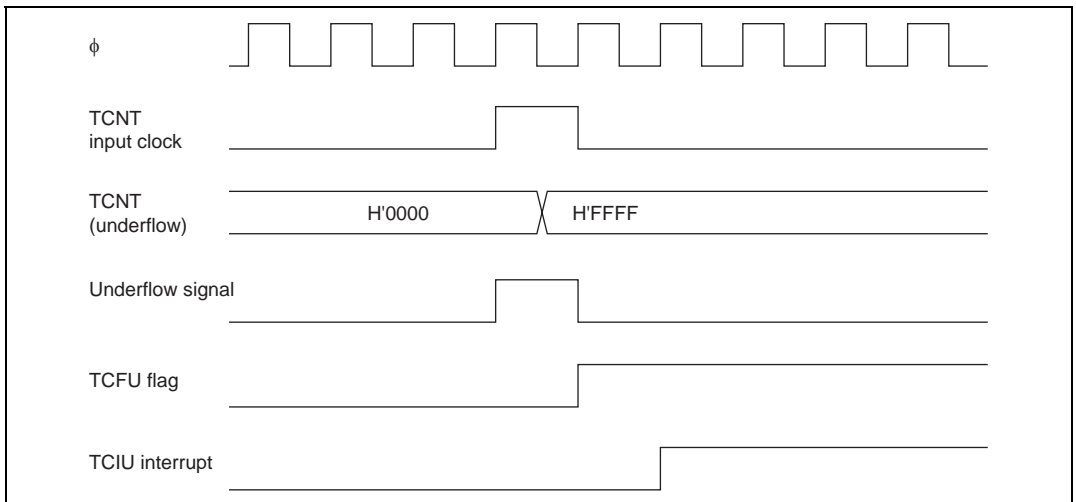 ϕ
TCNT
input clock
TCNT
(underflow)
H'0000
H'FFFF
Underflow signal
TCFU flag
TCIU interrupt